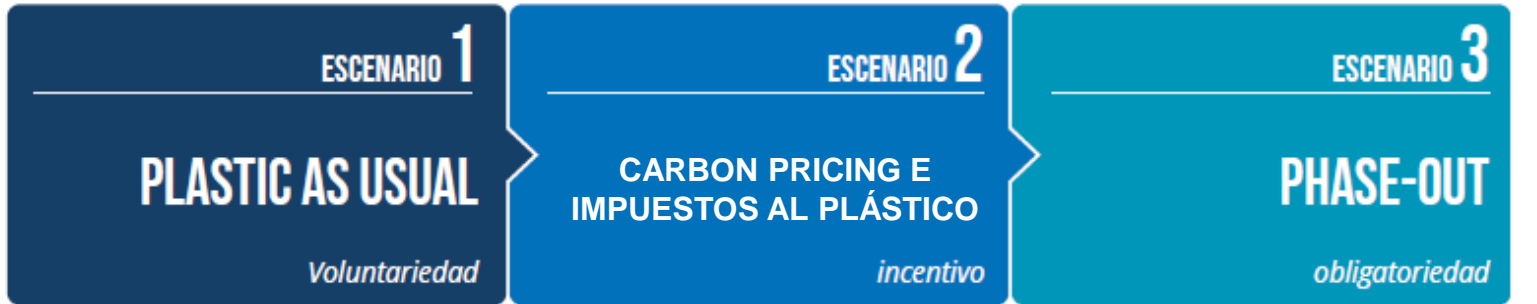 ESCENARIO 1
PLASTIC AS USUAL
Voluntariedad
ESCENARIO 2
CARBON PRICING E
IMPUESTOS AL PLÁSTICO
incentivo
ESCENARIO 3
PHASE-OUT
obligatoriedad